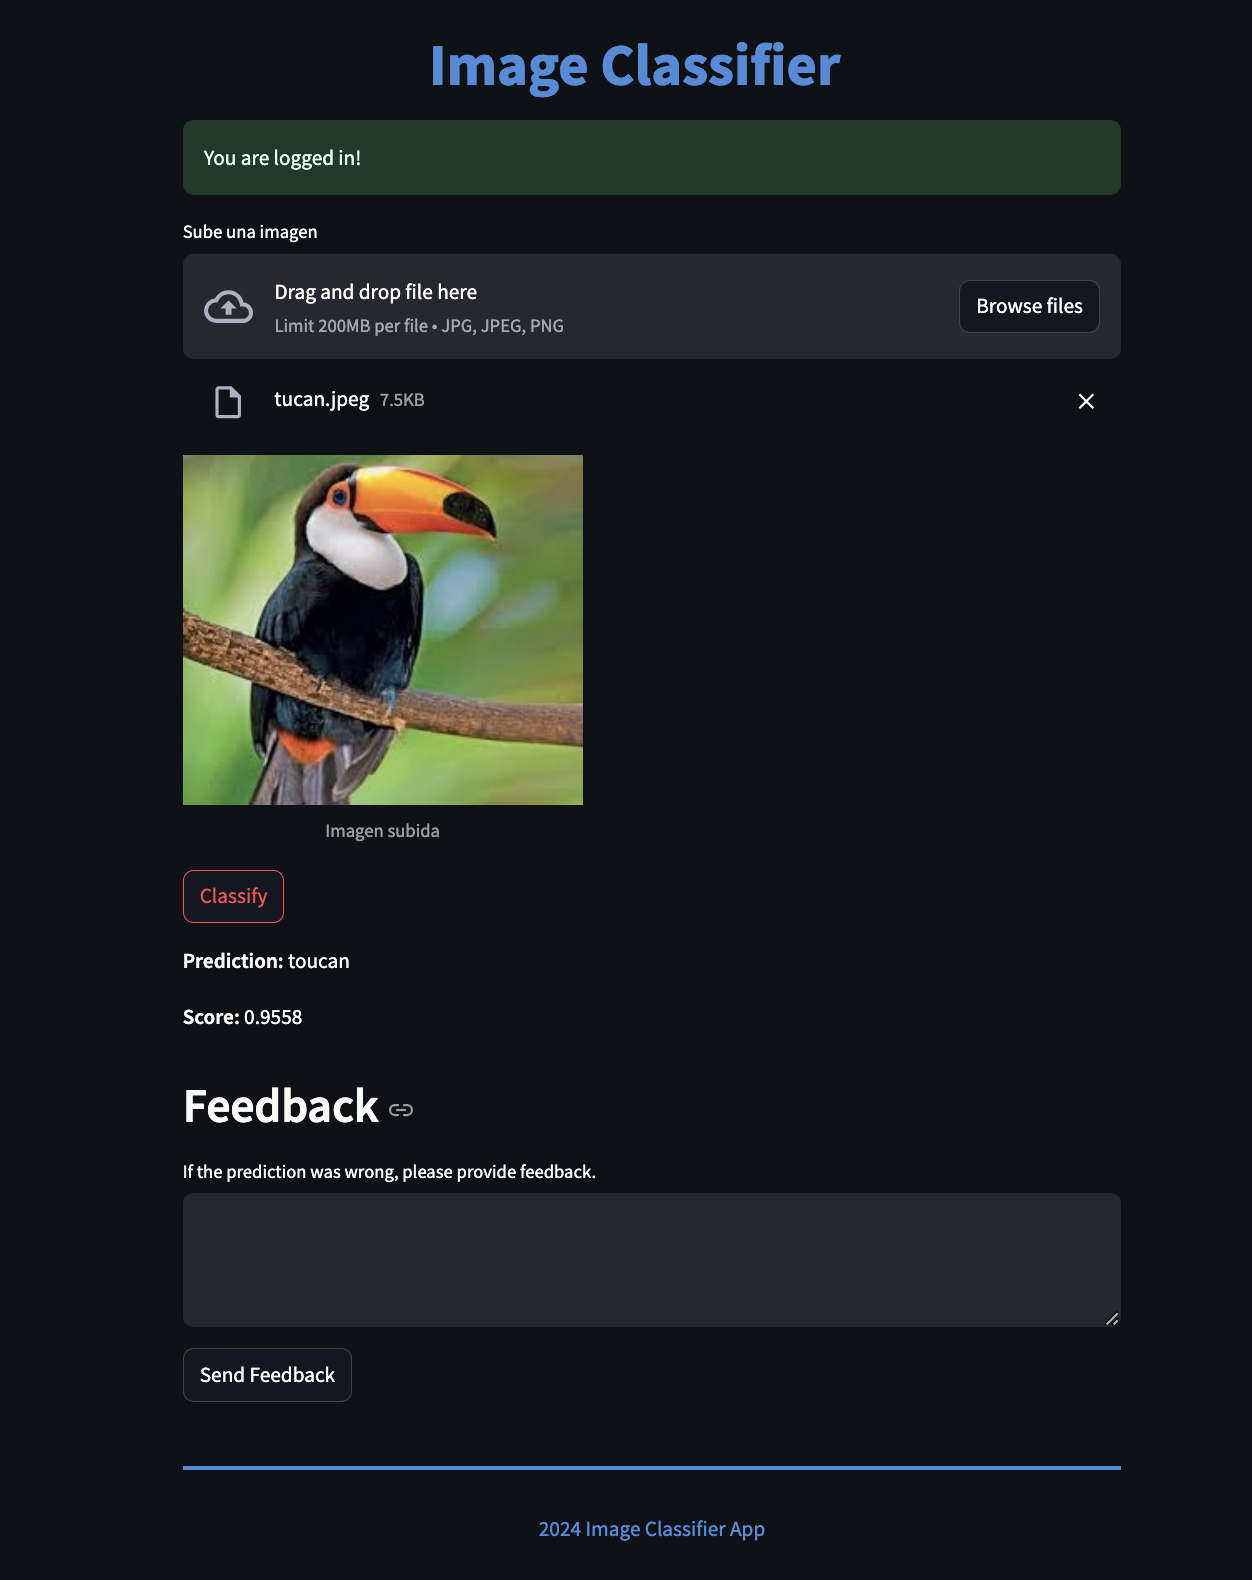 Image Classifier
You are logged in!
Sube una imagen
Drag and drop file here
Limit 200MB per file • JPG, JPEG, PNG
Browse files
tucan.jpeg 7.5KB
Imagen subida
Classify
Prediction: toucan
Score: 0.9558
Feedback
If the prediction was wrong, please provide feedback.
Send Feedback
2024 Image Classifier App